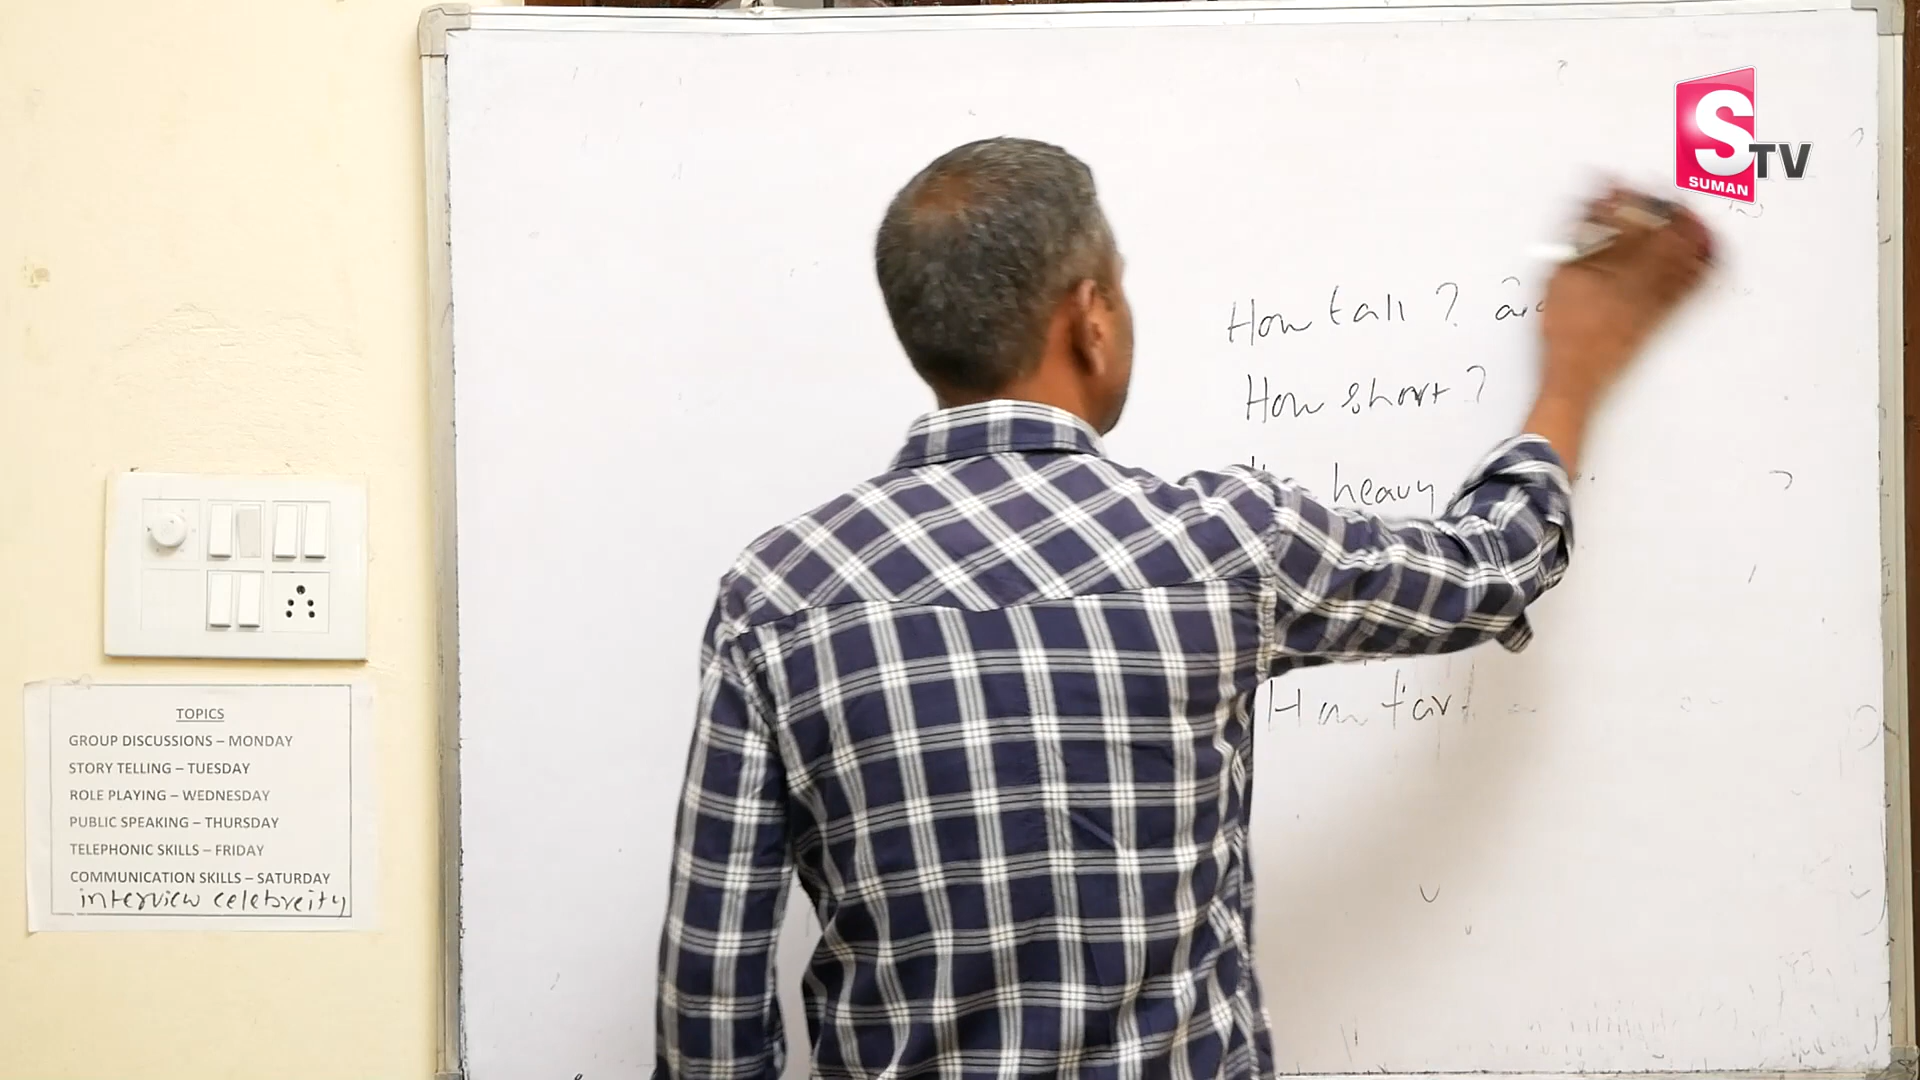 TOPICS
GROUP DISCUSSIONS – MONDAY
STORY TELLING – TUESDAY
ROLE PLAYING – WEDNESDAY
PUBLIC SPEAKING – THURSDAY
TELEPHONIC SKILLS – FRIDAY
COMMUNICATION SKILLS – SATURDAY
interview celebreity
S TV
SUMAN
How tall ?
How short ?
heavy
How far